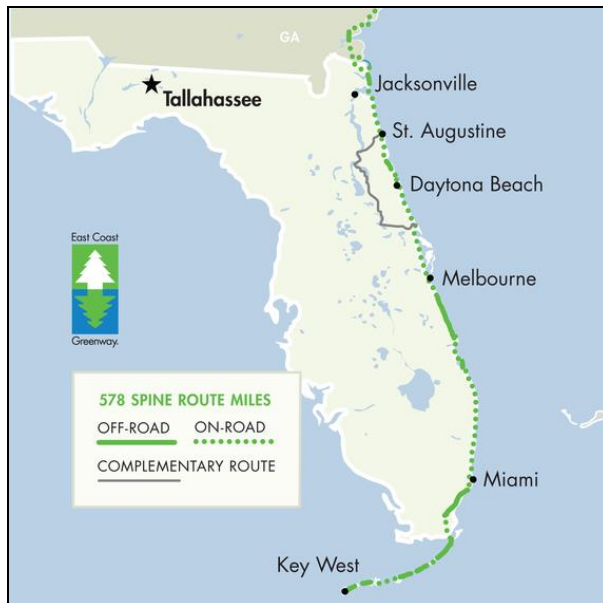 GA
Jacksonville
Tallahassee
St. Augustine
Daytona Beach
East Coast
Greenway.
Melbourne
578 SPINE ROUTE MILES
OFF-ROAD ON-ROAD
COMPLEMENTARY ROUTE
Miami
Key West